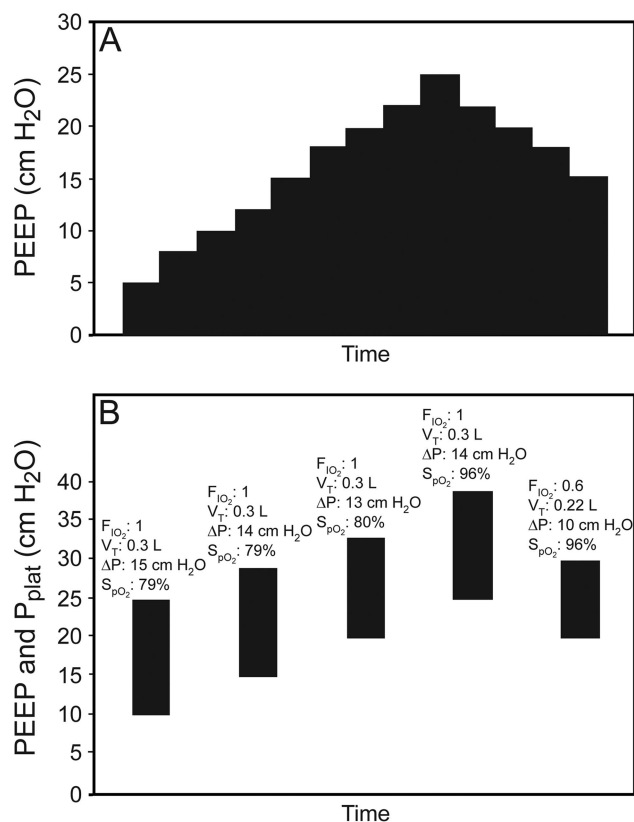 A
PEEP (cm H₂O)
30
25
20
15
10
5
0
Time
B
PEEP and Pplat (cm H₂O)
40
35
30
25
20
15
10
5
0
FIO₂: 1
VT: 0.3 L
ΔP: 15 cm H₂O
SpO₂: 79%
FIO₂: 1
VT: 0.3 L
ΔP: 14 cm H₂O
SpO₂: 79%
FIO₂: 1
VT: 0.3 L
ΔP: 13 cm H₂O
SpO₂: 80%
FIO₂: 1
VT: 0.3 L
ΔP: 14 cm H₂O
SpO₂: 96%
FIO₂: 0.6
VT: 0.22 L
ΔP: 10 cm H₂O
SpO₂: 96%
Time